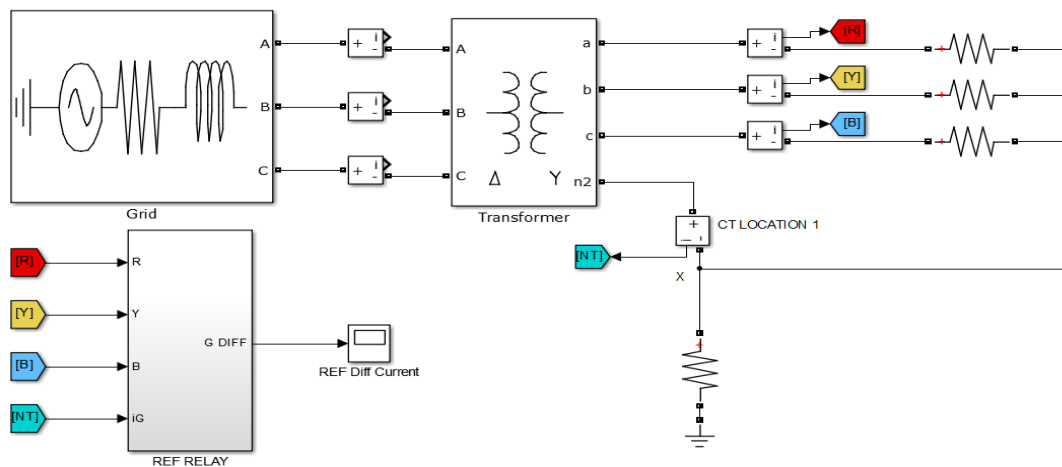 A
B
C
Grid
+ i -
+ i -
+ i -
A
B
C
Δ Y
a
b
c
n2
Transformer
+ i -
+ i -
+ i -
[R]
[Y]
[B]
+
+
+
+ i -
CT LOCATION 1
[NT]
X
+
[R]
[Y]
[B]
[NT]
R
Y
B
iG
G DIFF
REF RELAY
REF Diff Current